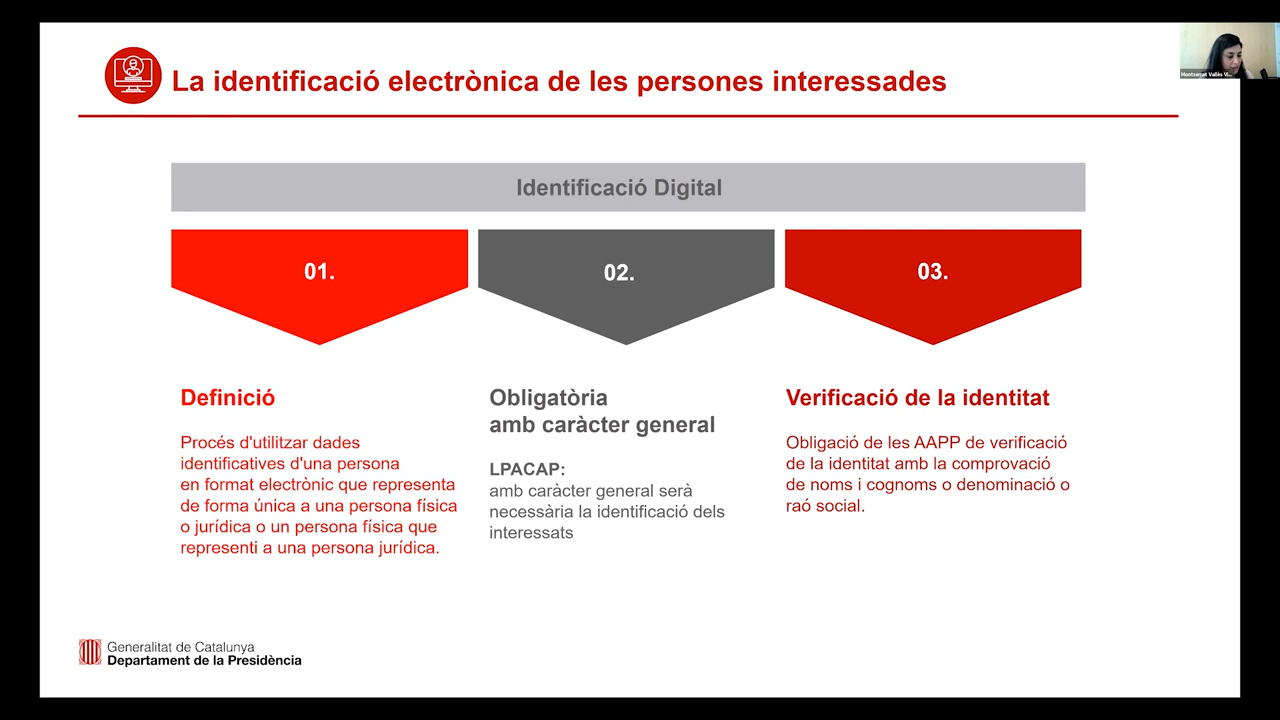 La identificació electrònica de les persones interessades
Montserrat Vallès Vi...
Identificació Digital
01.
02.
03.
Definició
Procés d'utilitzar dades
identificatives d'una persona
en format electrònic que representa
de forma única a una persona física
o jurídica o un persona física que
representi a una persona jurídica.
Obligatòria
amb caràcter general
LPACAP:
amb caràcter general serà
necessària la identificació dels
interessats
Verificació de la identitat
Obligació de les AAPP de verificació
de la identitat amb la comprovació
de noms i cognoms o denominació o
raó social.
Generalitat de Catalunya
Departament de la Presidència